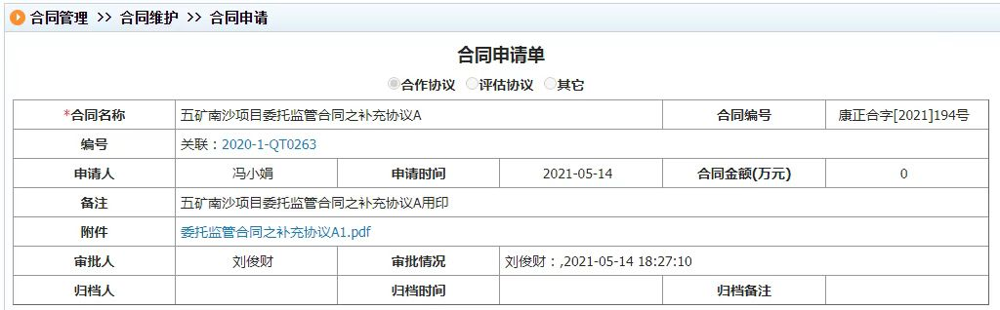 合同管理 >> 合同维护 >> 合同申请
合同申请单
合作协议 评估协议 其它
*合同名称 五矿南沙项目委托监管合同之补充协议A 合同编号 康正合字[2021]194号
编号 关联：2020-1-QT0263
申请人 冯小娟 申请时间 2021-05-14 合同金额(万元) 0
备注 五矿南沙项目委托监管合同之补充协议A用印
附件 委托监管合同之补充协议A1.pdf
审批人 刘俊财 审批情况 刘俊财：,2021-05-14 18:27:10
归档人 归档时间 归档备注